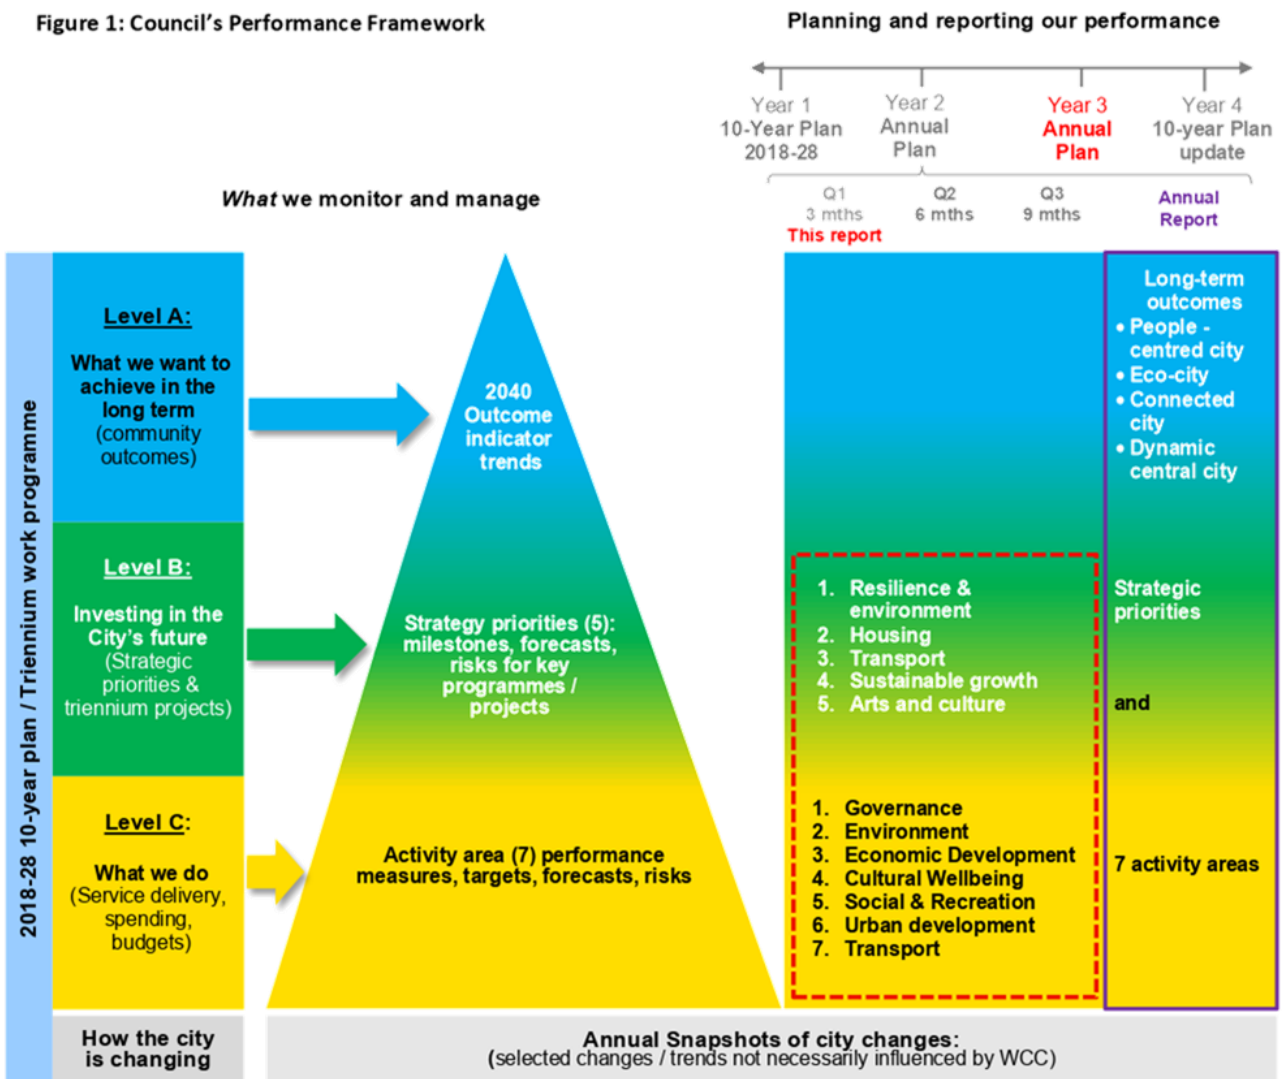 Figure 1: Council's Performance Framework
Planning and reporting our performance
Year 1
10-Year Plan
2018-28
Year 2
Annual
Plan
Year 3
Annual
Plan
Year 4
10-year Plan
update
What we monitor and manage
Q1
3 mths
This report
Q2
6 mths
Q3
9 mths
Annual
Report
2018-28 10-year plan / Triennium work programme
Level A:
What we want to
achieve in the
long term
(community
outcomes)
2040
Outcome
indicator
trends
Long-term
outcomes
• People -
centred city
• Eco-city
• Connected
city
• Dynamic
central city
Level B:
Investing in the
City's future
(Strategic
priorities &
triennium projects)
Strategy priorities (5):
milestones, forecasts,
risks for key
programmes /
projects
1. Resilience &
environment
2. Housing
3. Transport
4. Sustainable growth
5. Arts and culture
Strategic
priorities
and
Level C:
What we do
(Service delivery,
spending,
budgets)
Activity area (7) performance
measures, targets, forecasts, risks
1. Governance
2. Environment
3. Economic Development
4. Cultural Wellbeing
5. Social & Recreation
6. Urban development
7. Transport
7 activity areas
How the city
is changing
Annual Snapshots of city changes:
(selected changes / trends not necessarily influenced by WCC)